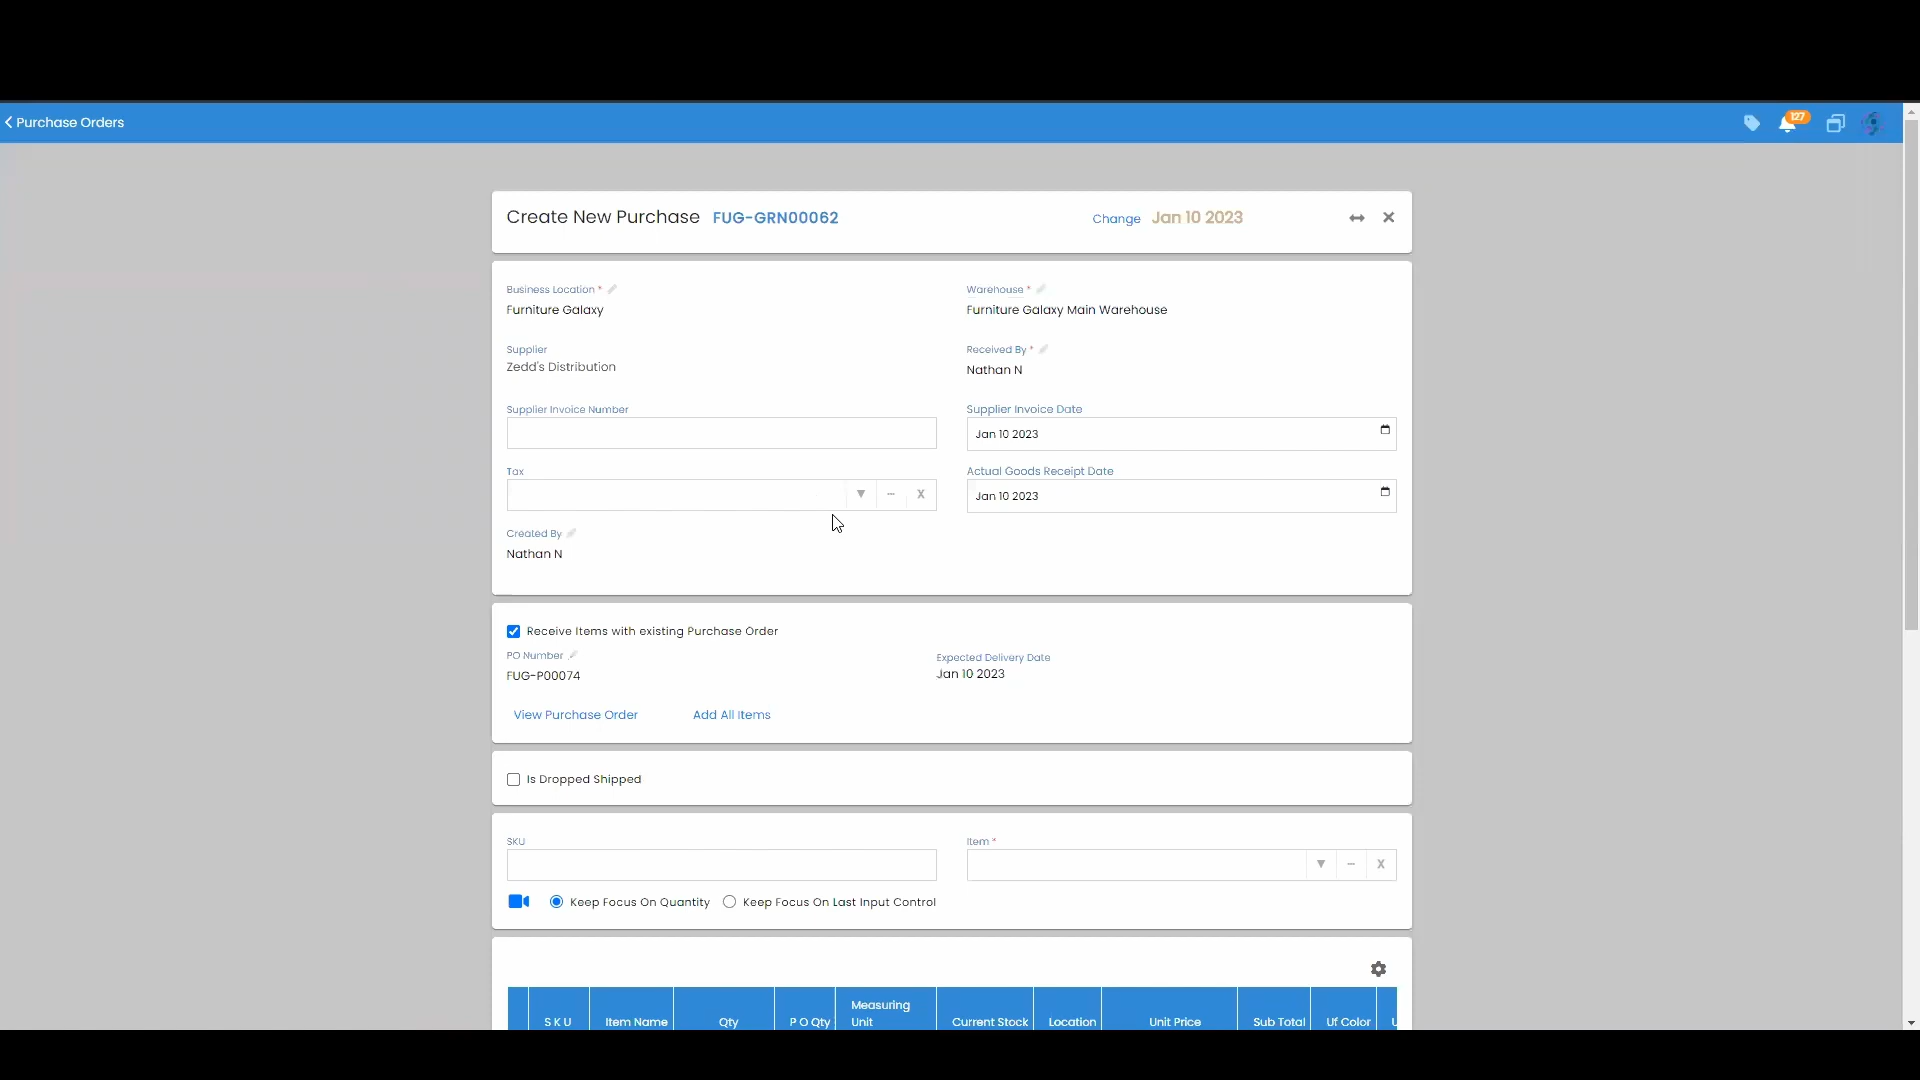 Purchase Orders
127
Create New Purchase FUG-GRN00062 Change Jan 10 2023
Business Location * Warehouse *
Furniture Galaxy Furniture Galaxy Main Warehouse
Supplier Received By *
Zedd's Distribution Nathan N
Supplier Invoice Number Supplier Invoice Date
Jan 10 2023
Tax Actual Goods Receipt Date
X Jan 10 2023
Created By
Nathan N
Receive Items with existing Purchase Order
PO Number Expected Delivery Date
FUG-P00074 Jan 10 2023
View Purchase Order Add All Items
Is Dropped Shipped
SKU Item *
X
Keep Focus On Quantity Keep Focus On Last Input Control
Measuring
SKU Item Name Qty P O Qty Unit Current Stock Location Unit Price Sub Total Uf Color